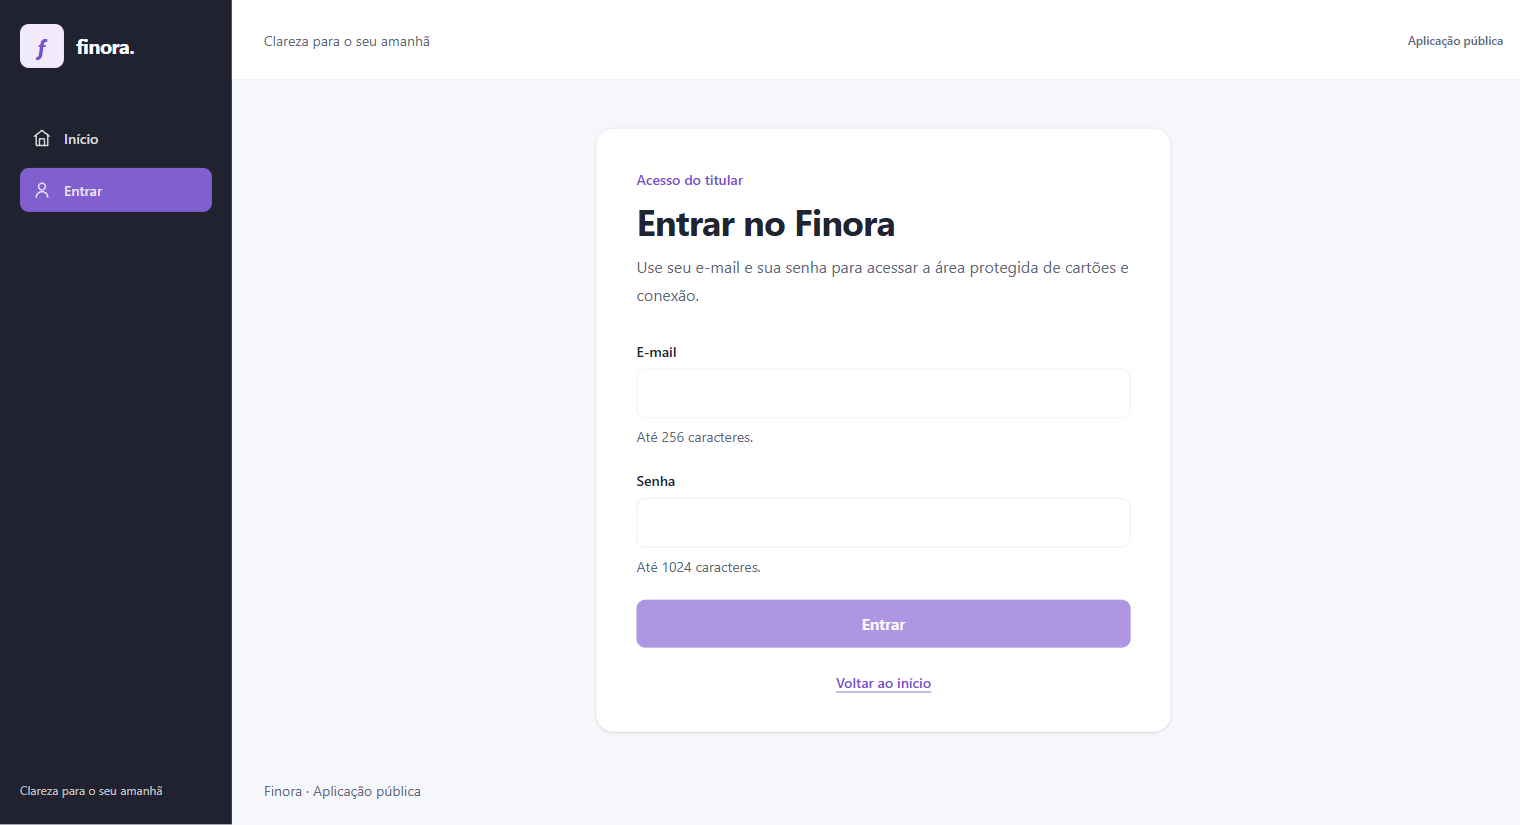 f finora.
Início
Entrar
Clareza para o seu amanhã
Clareza para o seu amanhã
Aplicação pública
Acesso do titular
Entrar no Finora
Use seu e-mail e sua senha para acessar a área protegida de cartões e
conexão.
E-mail
Até 256 caracteres.
Senha
Até 1024 caracteres.
Entrar
Voltar ao início
Finora · Aplicação pública